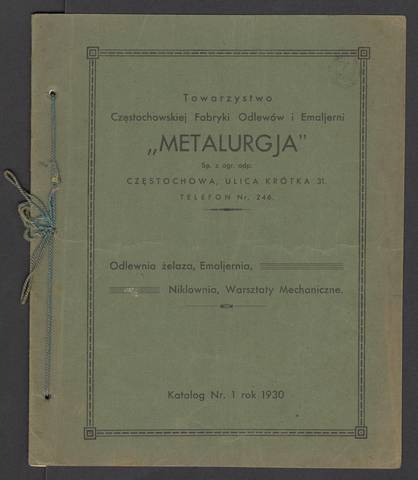 Towarzystwo
Częstochowskiej Fabryki Odlewów i Emaljerni
„METALURGJA"
Sp. z ogr. odp.
CZĘSTOCHOWA, ULICA KRÓTKA 31.
TELEFON Nr. 246.
Odlewnia żelaza, Emaljernia,
Niklownia, Warsztaty Mechaniczne.
Katalog Nr. 1 rok 1930